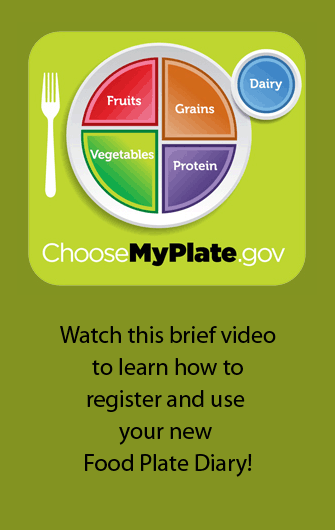 Fruits
Grains
Dairy
Vegetables
Protein
ChooseMyPlate.gov
Watch this brief video
to learn how to
register and use
your new
Food Plate Diary!